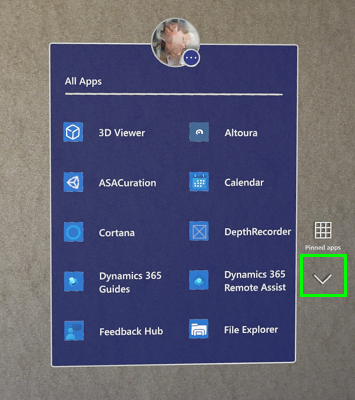 All Apps
3D Viewer
Altoura
ASACuration
Calendar
Cortana
DepthRecorder
Pinned apps
Dynamics 365
Guides
Dynamics 365
Remote Assist
Feedback Hub
File Explorer